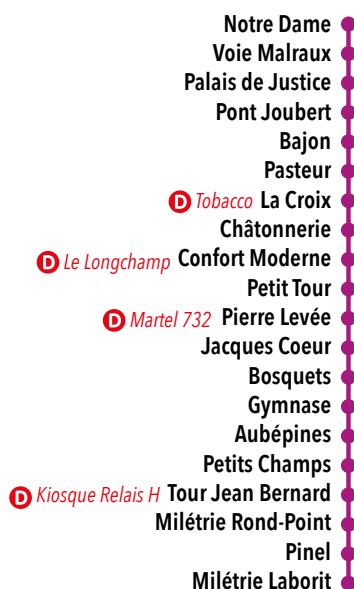 Notre Dame
Voie Malraux
Palais de Justice
Pont Joubert
Bajon
Pasteur
D Tobacco La Croix
Châtonnerie
D Le Longchamp Confort Moderne
Petit Tour
D Martel 732 Pierre Levée
Jacques Coeur
Bosquets
Gymnase
Aubépines
Petits Champs
D Kiosque Relais H Tour Jean Bernard
Milétrie Rond-Point
Pinel
Milétrie Laborit